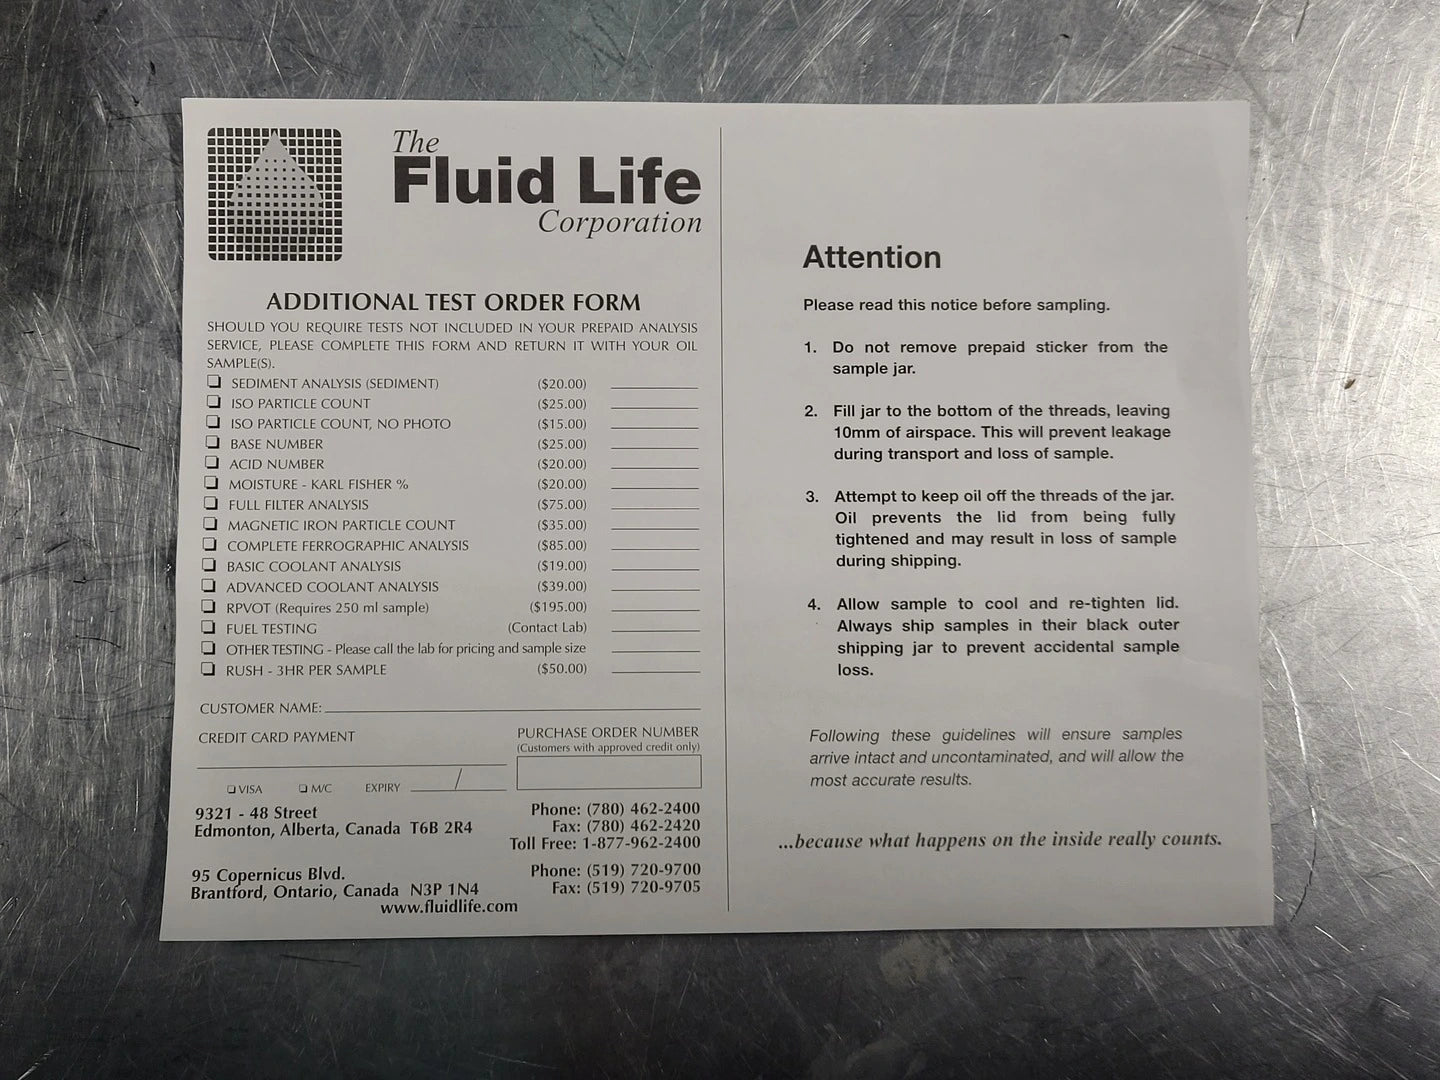 The
Fluid Life
Corporation
ADDITIONAL TEST ORDER FORM
SHOULD YOU REQUIRE TESTS NOT INCLUDED IN YOUR PREPAID ANALYSIS
SERVICE, PLEASE COMPLETE THIS FORM AND RETURN IT WITH YOUR OIL
SAMPLE(S).
SEDIMENT ANALYSIS (SEDIMENT) ($20.00)
ISO PARTICLE COUNT ($25.00)
ISO PARTICLE COUNT, NO PHOTO ($15.00)
BASE NUMBER ($25.00)
ACID NUMBER ($20.00)
MOISTURE - KARL FISHER % ($20.00)
FULL FILTER ANALYSIS ($75.00)
MAGNETIC IRON PARTICLE COUNT ($35.00)
COMPLETE FERROGRAPHIC ANALYSIS ($85.00)
BASIC COOLANT ANALYSIS ($19.00)
ADVANCED COOLANT ANALYSIS ($39.00)
RPVOT (Requires 250 ml sample) ($195.00)
FUEL TESTING (Contact Lab)
OTHER TESTING - Please call the lab for pricing and sample size
RUSH - 3HR PER SAMPLE ($50.00)
CUSTOMER NAME:
CREDIT CARD PAYMENT
PURCHASE ORDER NUMBER
(Customers with approved credit only)
VISA M/C EXPIRY /
9321 - 48 Street
Edmonton, Alberta, Canada T6B 2R4
Phone: (780) 462-2400
Fax: (780) 462-2420
Toll Free: 1-877-962-2400
95 Copernicus Blvd.
Brantford, Ontario, Canada N3P 1N4
Phone: (519) 720-9700
Fax: (519) 720-9705
www.fluidlife.com
Attention
Please read this notice before sampling.
1. Do not remove prepaid sticker from the
sample jar.
2. Fill jar to the bottom of the threads, leaving
10mm of airspace. This will prevent leakage
during transport and loss of sample.
3. Attempt to keep oil off the threads of the jar.
Oil prevents the lid from being fully
tightened and may result in loss of sample
during shipping.
4. Allow sample to cool and re-tighten lid.
Always ship samples in their black outer
shipping jar to prevent accidental sample
loss.
Following these guidelines will ensure samples
arrive intact and uncontaminated, and will allow the
most accurate results.
...because what happens on the inside really counts.